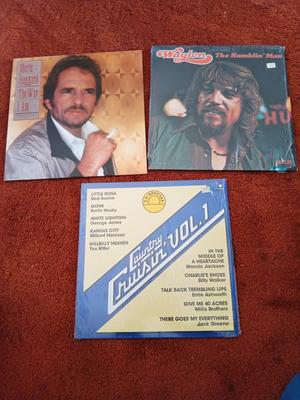 Merle
Haggard
The Way
I Am
Waylon
The Ramblin' Man
LITTLE ROSA
Red Sovine
GONE
Ferlin Husky
WHITE LIGHTNIN
George Jones
KANSAS CITY
Wilbert Harrison
HILLBILLY HEAVEN
Tex Ritter
Country
Cruisin' VOL. 1
IN THE
MIDDLE OF
A HEARTACHE
Wanda Jackson
CHARLIE'S SHOES
Billy Walker
TALK BACK TREMBLING LIPS
Ernie Ashworth
GIVE ME 40 ACRES
Willis Brothers
THERE GOES MY EVERYTHING
Jack Greene